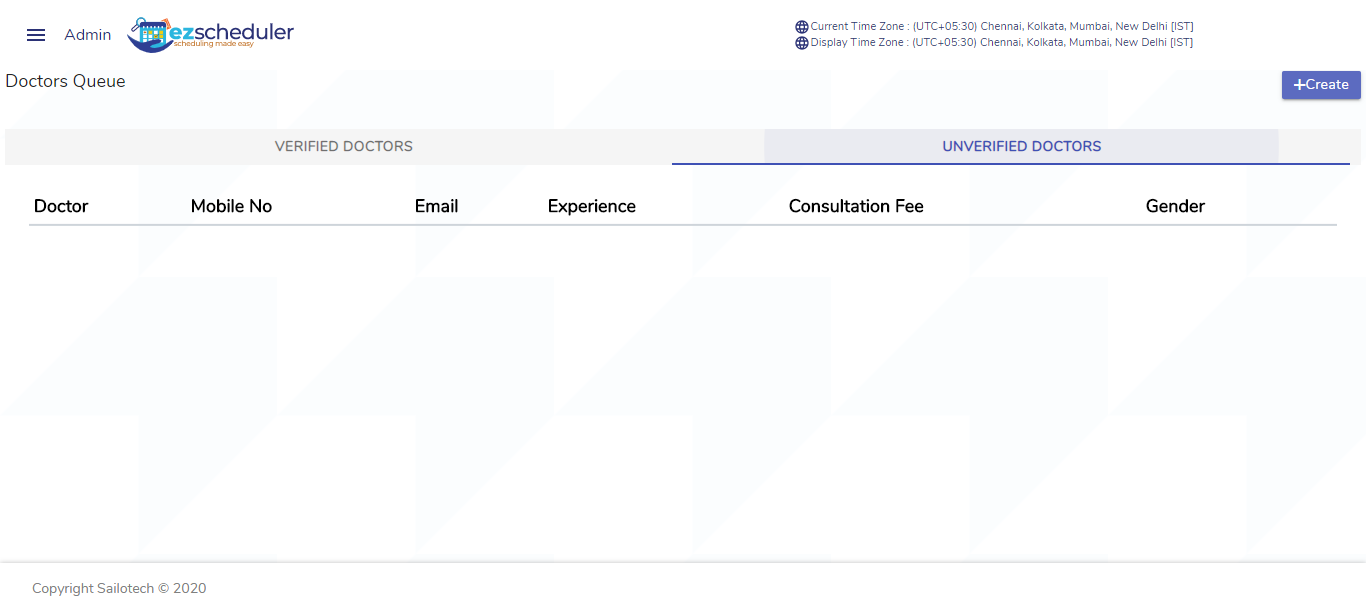 Admin
ezscheduler
scheduling made easy
Current Time Zone : (UTC+05:30) Chennai, Kolkata, Mumbai, New Delhi [IST]
Display Time Zone : (UTC+05:30) Chennai, Kolkata, Mumbai, New Delhi [IST]
Doctors Queue
+Create
VERIFIED DOCTORS
UNVERIFIED DOCTORS
Doctor Mobile No Email Experience Consultation Fee Gender
Copyright Sailotech © 2020